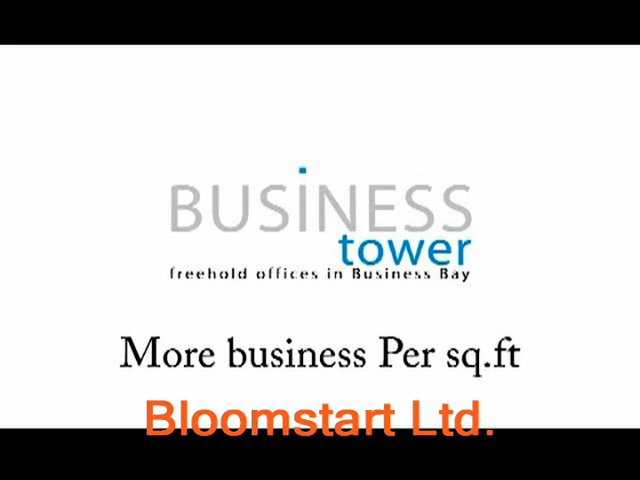 BUSiNESS
tower
freehold offices in Business Bay
More business Per sq.ft
Bloomstart Ltd.